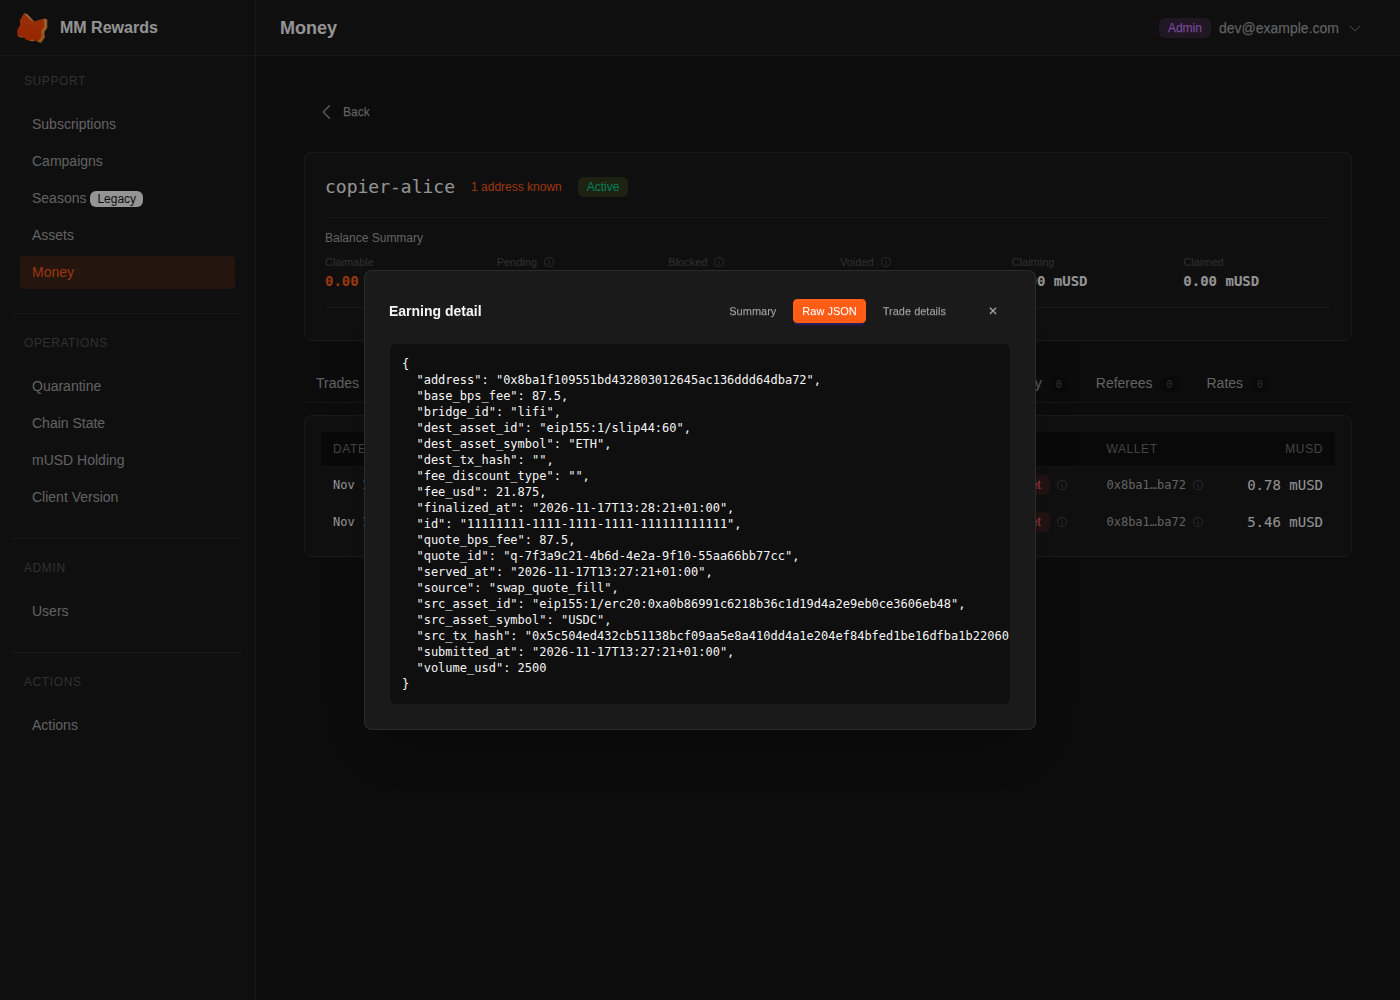 MM Rewards
Money
Admin
dev@example.com
SUPPORT
Subscriptions
Campaigns
Seasons Legacy
Assets
Money
OPERATIONS
Quarantine
Chain State
mUSD Holding
Client Version
ADMIN
Users
ACTIONS
Actions
Back
copier-alice 1 address known Active
Balance Summary
Claimable Pending Blocked Voided Claiming Claimed
0.00 0 mUSD 0.00 mUSD
Earning detail Summary Raw JSON Trade details ×
{
"address": "0x8ba1f109551bd432803012645ac136ddd64dba72",
"base_bps_fee": 87.5,
"bridge_id": "lifi",
"dest_asset_id": "eip155:1/slip44:60",
"dest_asset_symbol": "ETH",
"dest_tx_hash": "",
"fee_discount_type": "",
"fee_usd": 21.875,
"finalized_at": "2026-11-17T13:28:21+01:00",
"id": "11111111-1111-1111-1111-111111111111",
"quote_bps_fee": 87.5,
"quote_id": "q-7f3a9c21-4b6d-4e2a-9f10-55aa66bb77cc",
"served_at": "2026-11-17T13:27:21+01:00",
"source": "swap_quote_fill",
"src_asset_id": "eip155:1/erc20:0xa0b86991c6218b36c1d19d4a2e9eb0ce3606eb48",
"src_asset_symbol": "USDC",
"src_tx_hash": "0x5c504ed432cb51138bcf09aa5e8a410dd4a1e204ef84bfed1be16dfba1b22060
"submitted_at": "2026-11-17T13:27:21+01:00",
"volume_usd": 2500
}
Trades y 0 Referees 0 Rates 0
DATE WALLET MUSD
Nov 0x8ba1…ba72 0.78 mUSD
Nov 0x8ba1…ba72 5.46 mUSD